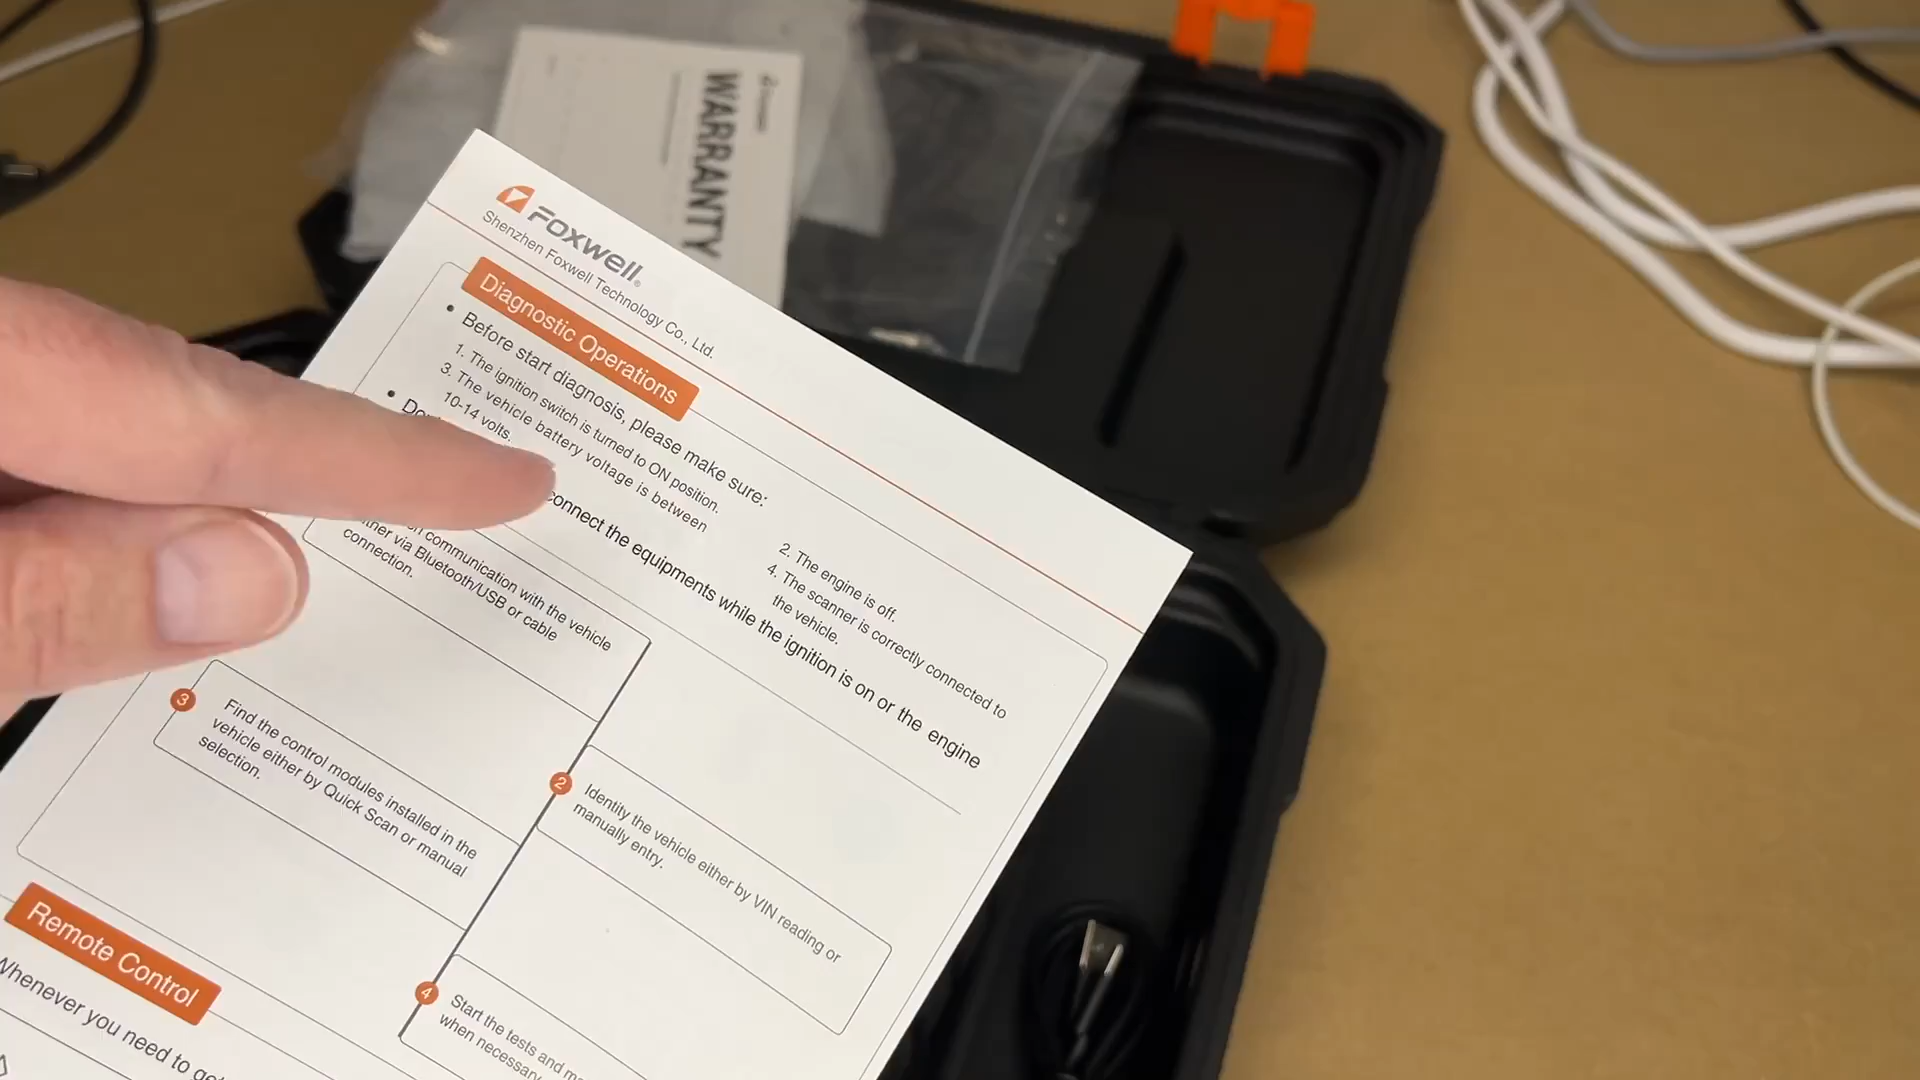 WARRANTY
Foxwell
Shenzhen Foxwell Technology Co., Ltd.
Diagnostic Operations
• Before start diagnosis, please make sure:
1. The ignition switch is turned to ON position.
2. The engine is off.
3. The vehicle battery voltage is between
10-14 volts.
4. The scanner is correctly connected to
the vehicle.
• connect the equipments while the ignition is on or the engine
communication with the vehicle
via Bluetooth/USB or cable
connection.
2
Identity the vehicle either by VIN reading or
manually entry.
3
Find the control modules installed in the
vehicle either by Quick Scan or manual
selection.
4
Start the tests and
when necessary
Remote Control
Whenever you need to